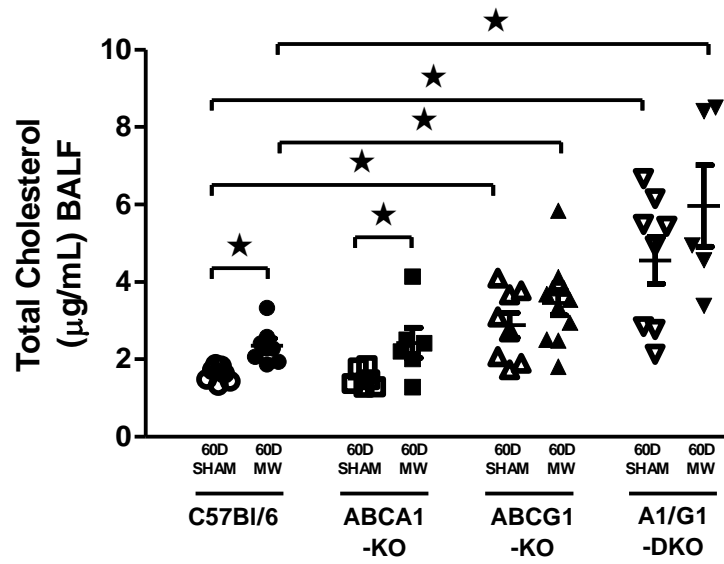 Total Cholesterol
(μg/mL) BALF
10
8
6
4
2
0
60D SHAM
60D MW
60D SHAM
60D MW
60D SHAM
60D MW
60D SHAM
60D MW
C57Bl/6
ABCA1
-KO
ABCG1
-KO
A1/G1
-DKO